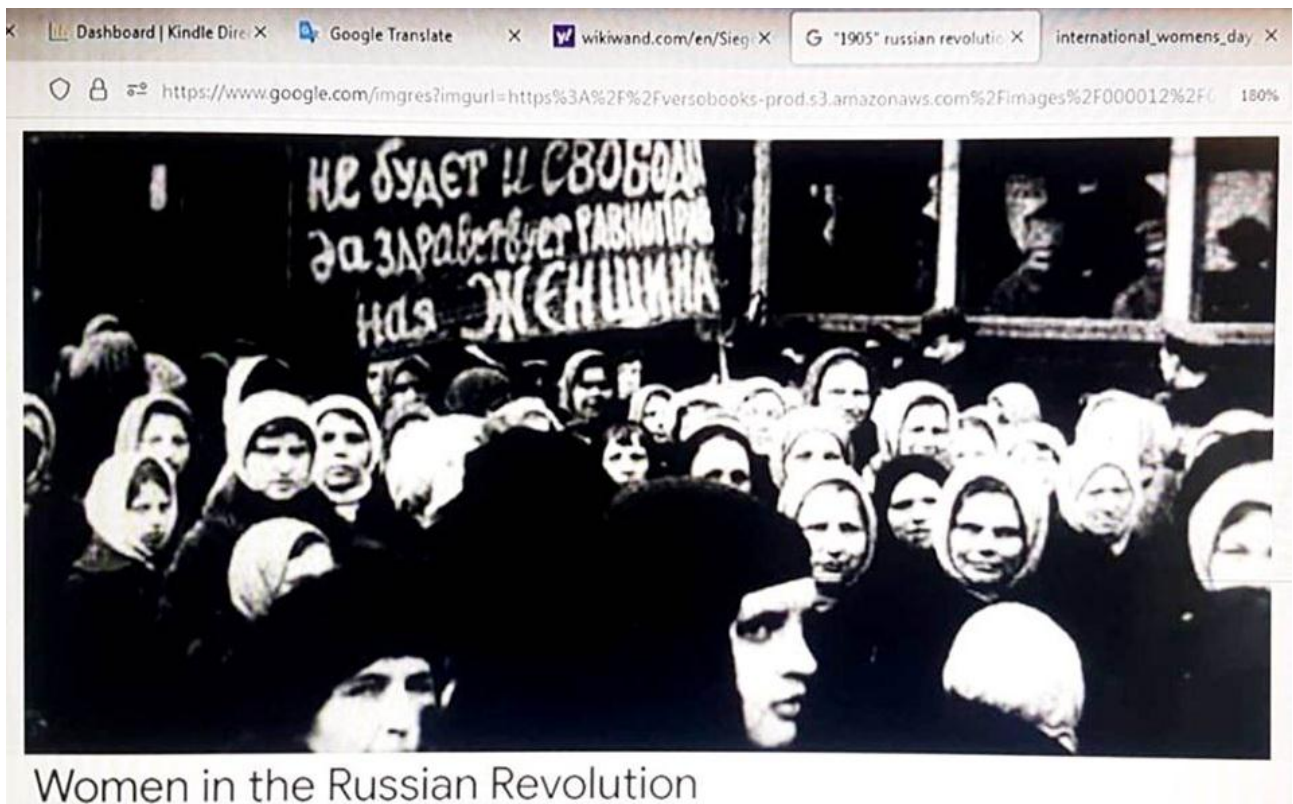 Dashboard | Kindle Dire
Google Translate
wikiwand.com/en/Sieg
G "1905" russian revolutio
international_womens_day
https://www.google.com/imgres?imgurl=https%3A%2F%2Fversobooks-prod.s3.amazonaws.com%2Fimages%2F000012%2F
180%
не будет и СВОБОДЫ
да здравствует РАВНОПРАВ
ная ЖЕНЩИНА
Women in the Russian Revolution